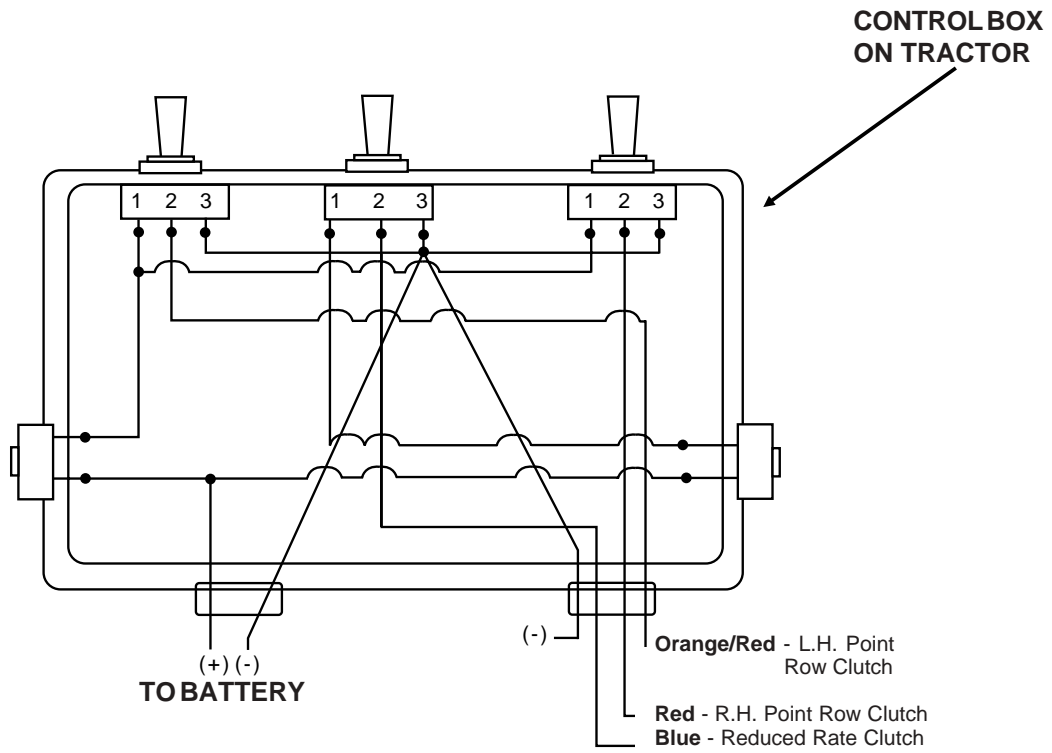 CONTROL BOX
ON TRACTOR
1 2 3
1 2 3
1 2 3
(-)
(+) (-)
TO BATTERY
Orange/Red - L.H. Point
Row Clutch
Red - R.H. Point Row Clutch
Blue - Reduced Rate Clutch